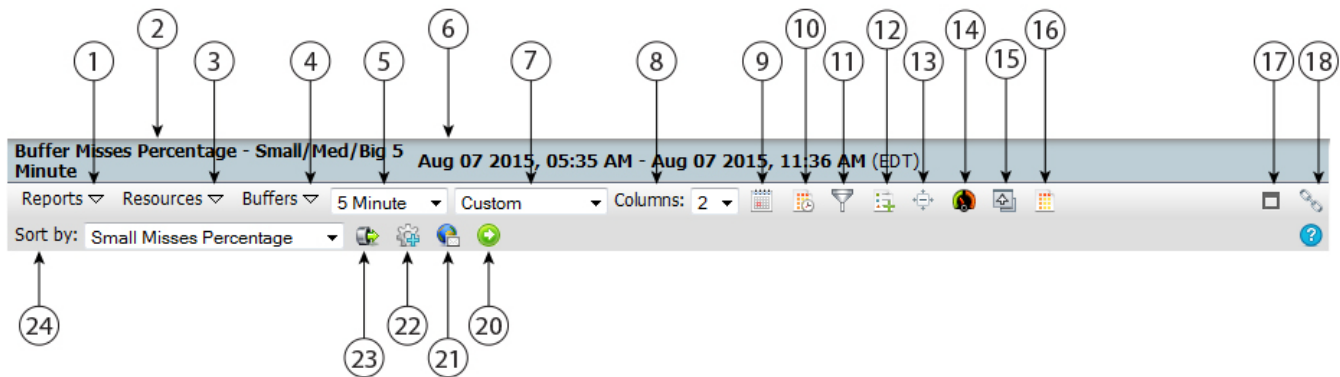 2 6
1 3 4 5 7 8 9 10 11 12 13 14 15 16 17 18
Buffer Misses Percentage - Small/Med/Big 5
Minute
Aug 07 2015, 05:35 AM - Aug 07 2015, 11:36 AM (EDT)
Reports Resources Buffers 5 Minute Custom Columns: 2
Sort by: Small Misses Percentage ?
24 22 20
23 21